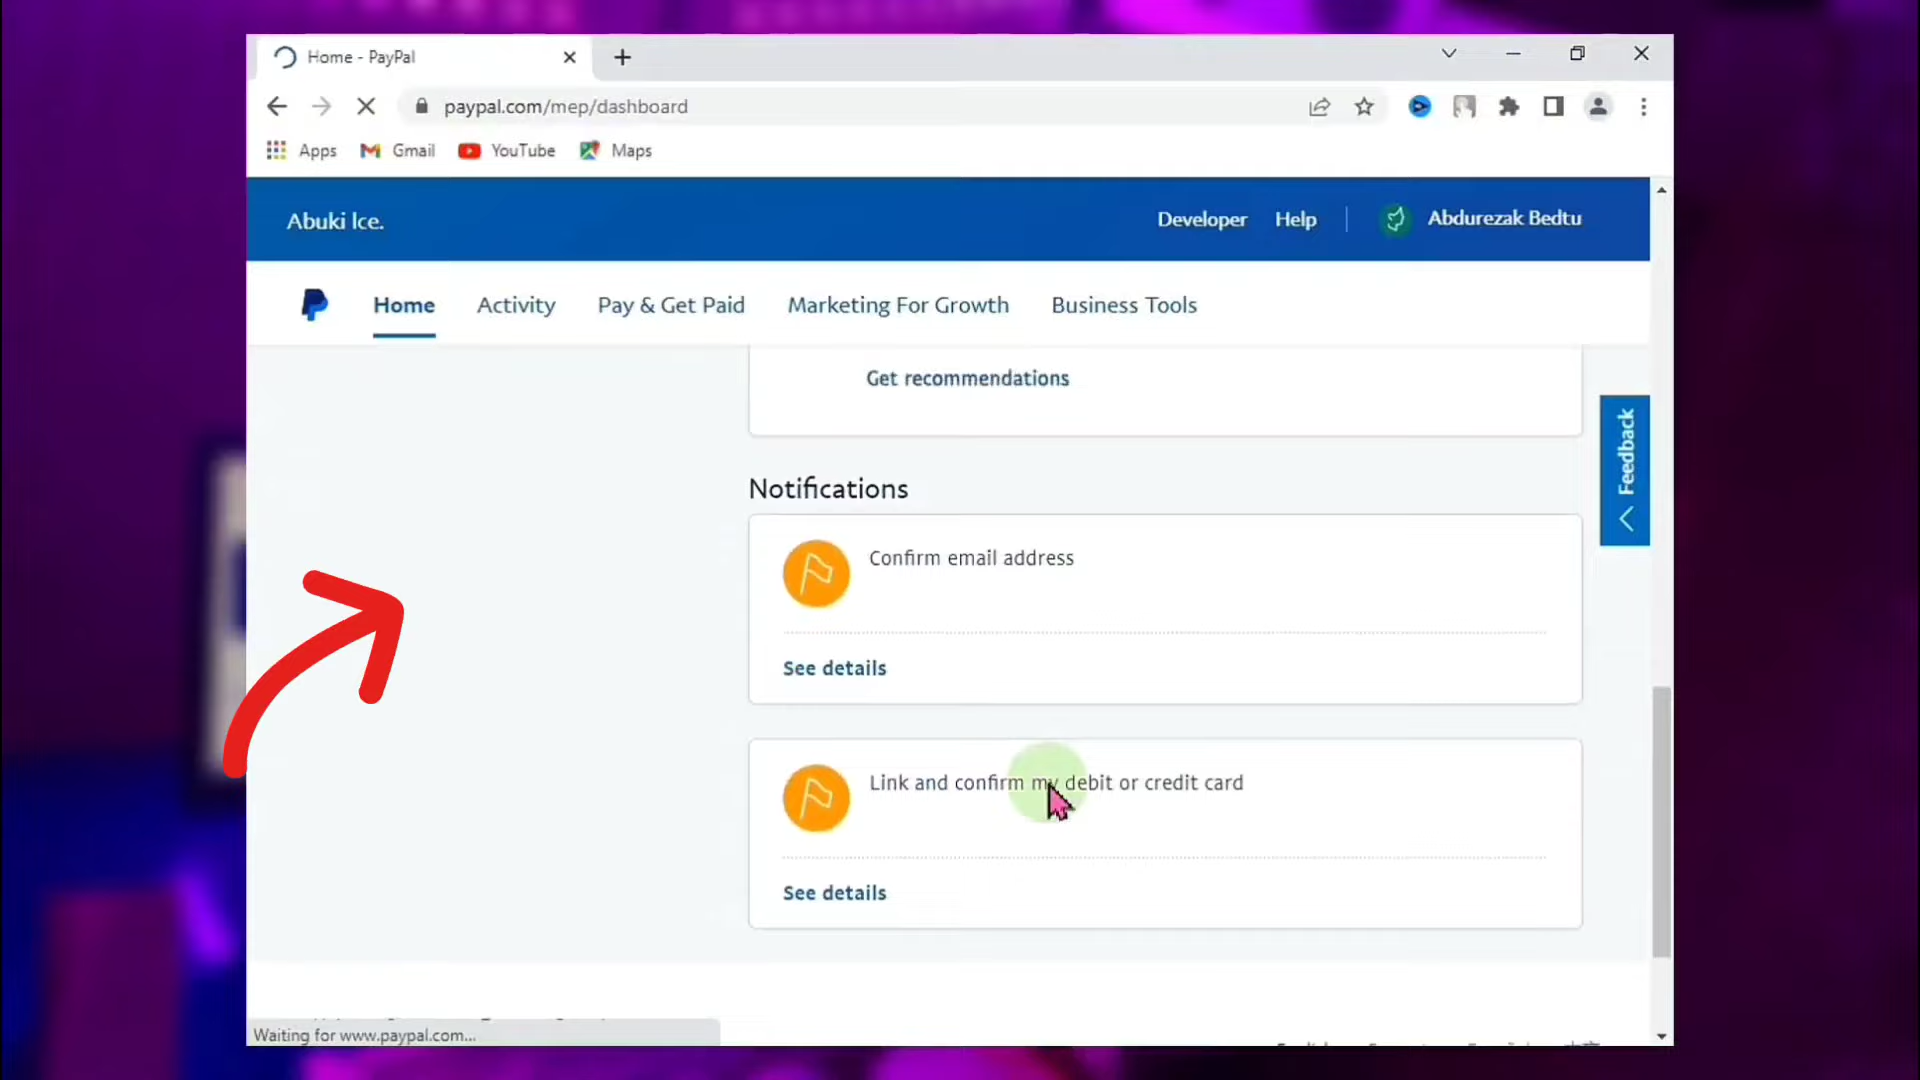 Home - PayPal
paypal.com/mep/dashboard
Apps Gmail YouTube Maps
Abuki Ice. Developer Help Abdurezak Bedtu
Home Activity Pay & Get Paid Marketing For Growth Business Tools
Get recommendations
Feedback
Notifications
Confirm email address
See details
Link and confirm my debit or credit card
See details
Waiting for www.paypal.com...